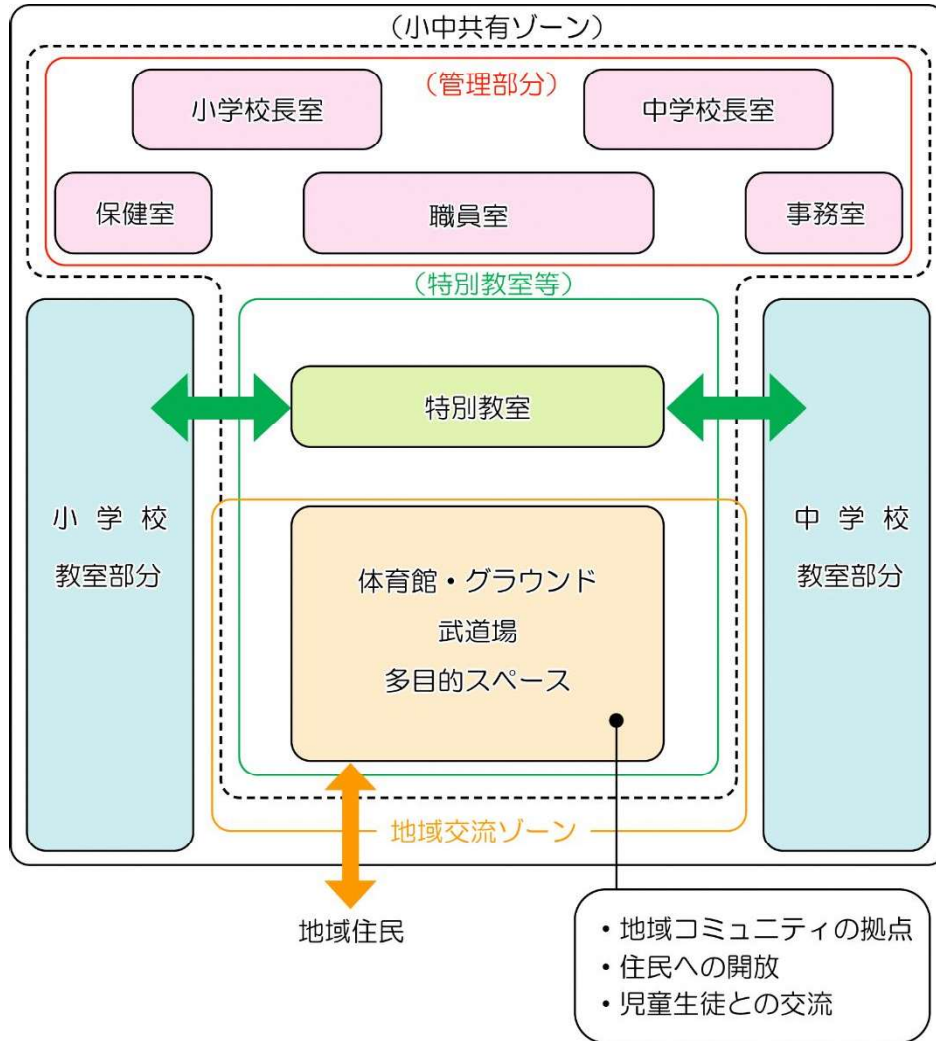 （小中共有ゾーン）
（管理部分）
小学校長室
中学校長室
保健室
職員室
事務室
（特別教室等）
特別教室
小学校
教室部分
中学校
教室部分
体育館・グラウンド
武道場
多目的スペース
地域交流ゾーン
地域住民
・地域コミュニティの拠点
・住民への開放
・児童生徒との交流